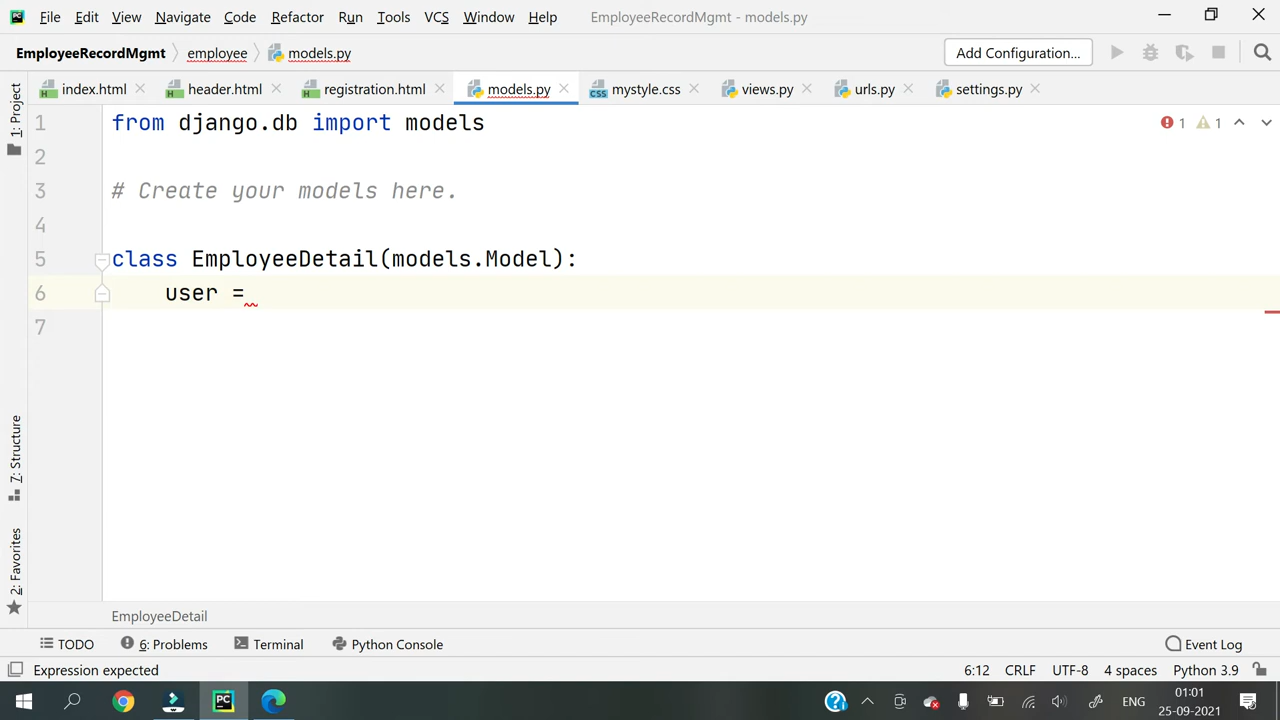 File Edit View Navigate Code Refactor Run Tools VCS Window Help EmployeeRecordMgmt - models.py
EmployeeRecordMgmt employee models.py Add Configuration...
index.html header.html registration.html models.py mystyle.css views.py urls.py settings.py
1: Project
1 from django.db import models
1 1
2
3 # Create your models here.
4
5 class EmployeeDetail(models.Model):
6 user =
7
7: Structure
2: Favorites
EmployeeDetail
TODO 6: Problems Terminal Python Console Event Log
Expression expected 6:12 CRLF UTF-8 4 spaces Python 3.9
ENG 01:01
25-09-2021